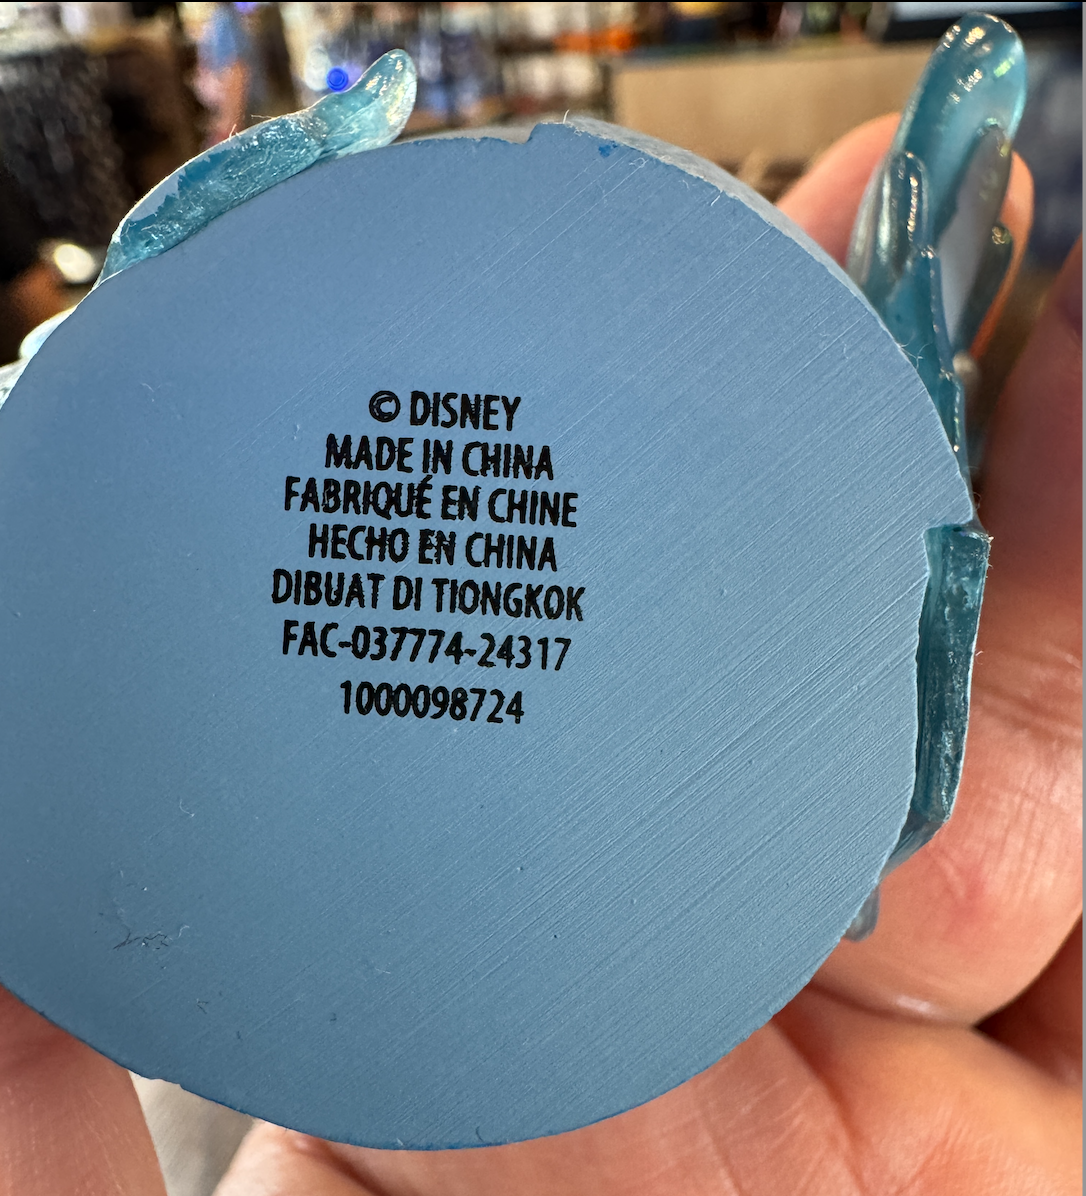 © DISNEY
MADE IN CHINA
FABRIQUÉ EN CHINE
HECHO EN CHINA
DIBUAT DI TIONGKOK
FAC-037774-24317
1000098724